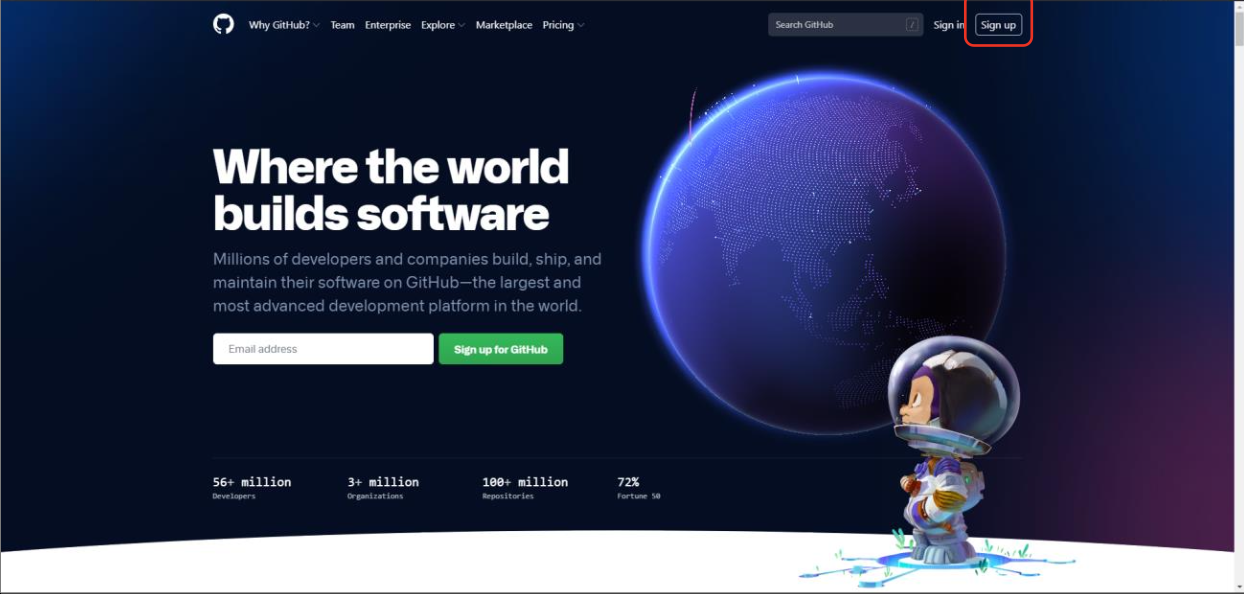 Why GitHub? Team Enterprise Explore Marketplace Pricing Search GitHub / Sign in Sign up
Where the world
builds software
Millions of developers and companies build, ship, and
maintain their software on GitHub—the largest and
most advanced development platform in the world.
Email address Sign up for GitHub
56+ million 3+ million 100+ million 72%
Developers Organizations Repositories Fortune 50